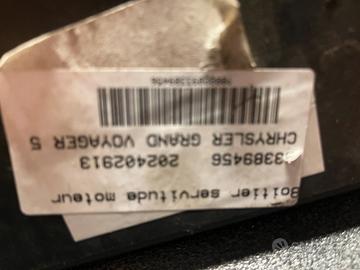 Boitier servitude moteur
3389456 202402913
CHRYSLER GRAND VOYAGER 5